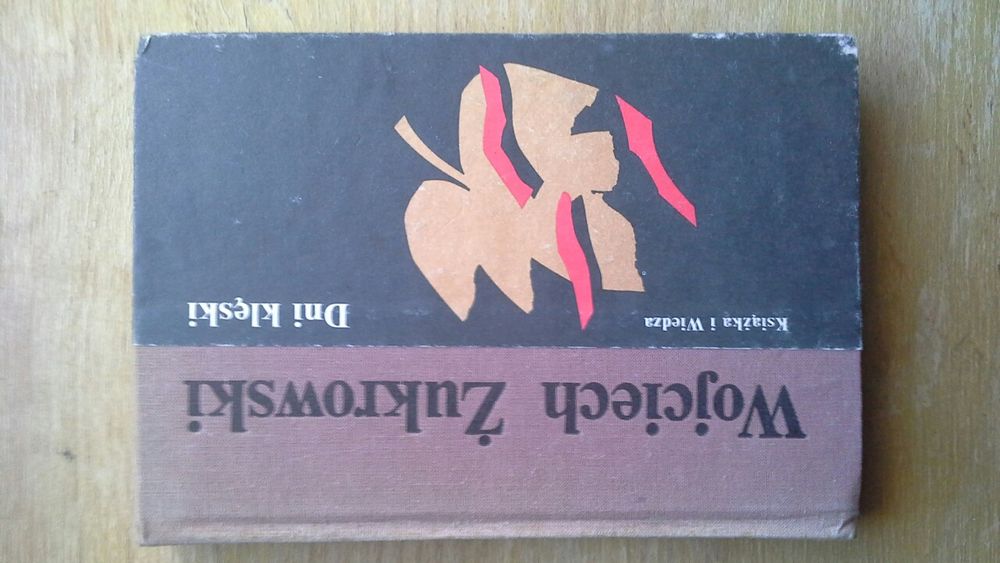 Wojciech Żukrowski
Książka i Wiedza
Dni klęski